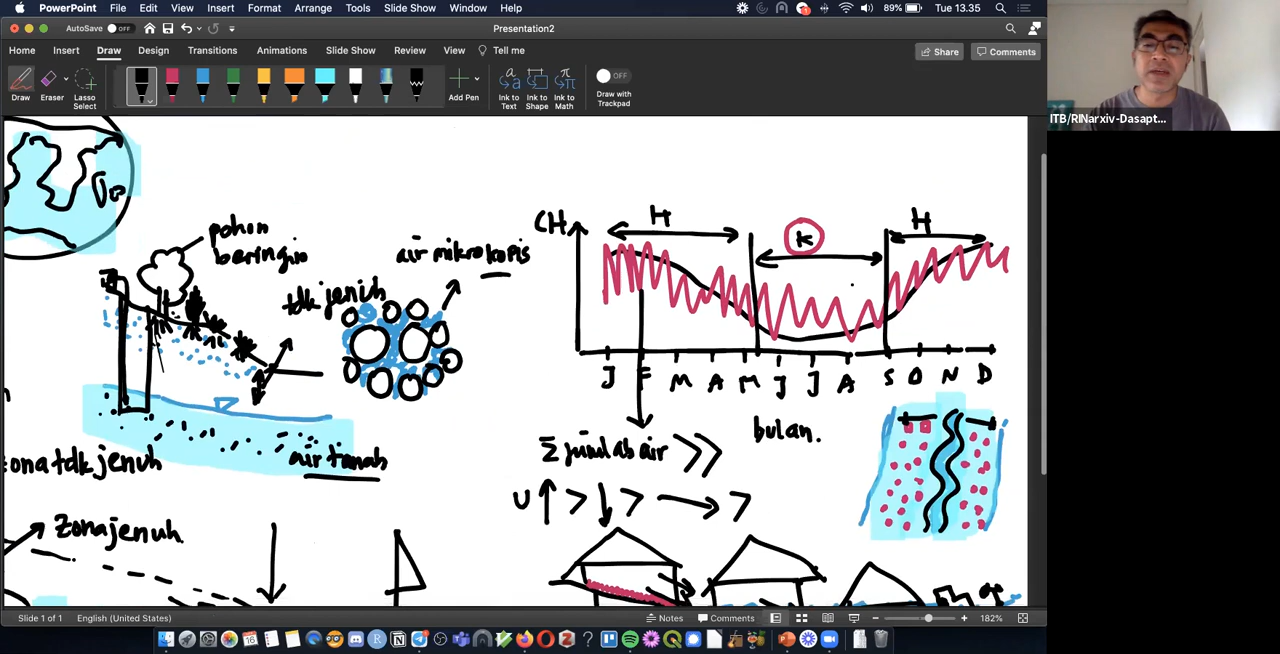 PowerPoint File Edit View Insert Format Arrange Tools Slide Show Window Help 89% Tue 13.35
AutoSave OFF Presentation2
Home Insert Draw Design Transitions Animations Slide Show Review View Tell me Share Comments
Draw Eraser Lasso Select Add Pen Ink to Text Ink to Shape Ink to Math OFF Draw with Trackpad
ITB/RINarxiv-Dasapt...
pohon
beringin
air mikrokopis
tdk jenuh
air tanah
zona tdk jenuh
Zona jenuh
CH H K H
J F M A M J J A S O N D
bulan.
Σ jumlah air >>
U ↑ > ↓ > → >
Slide 1 of 1 English (United States) Notes Comments 182%